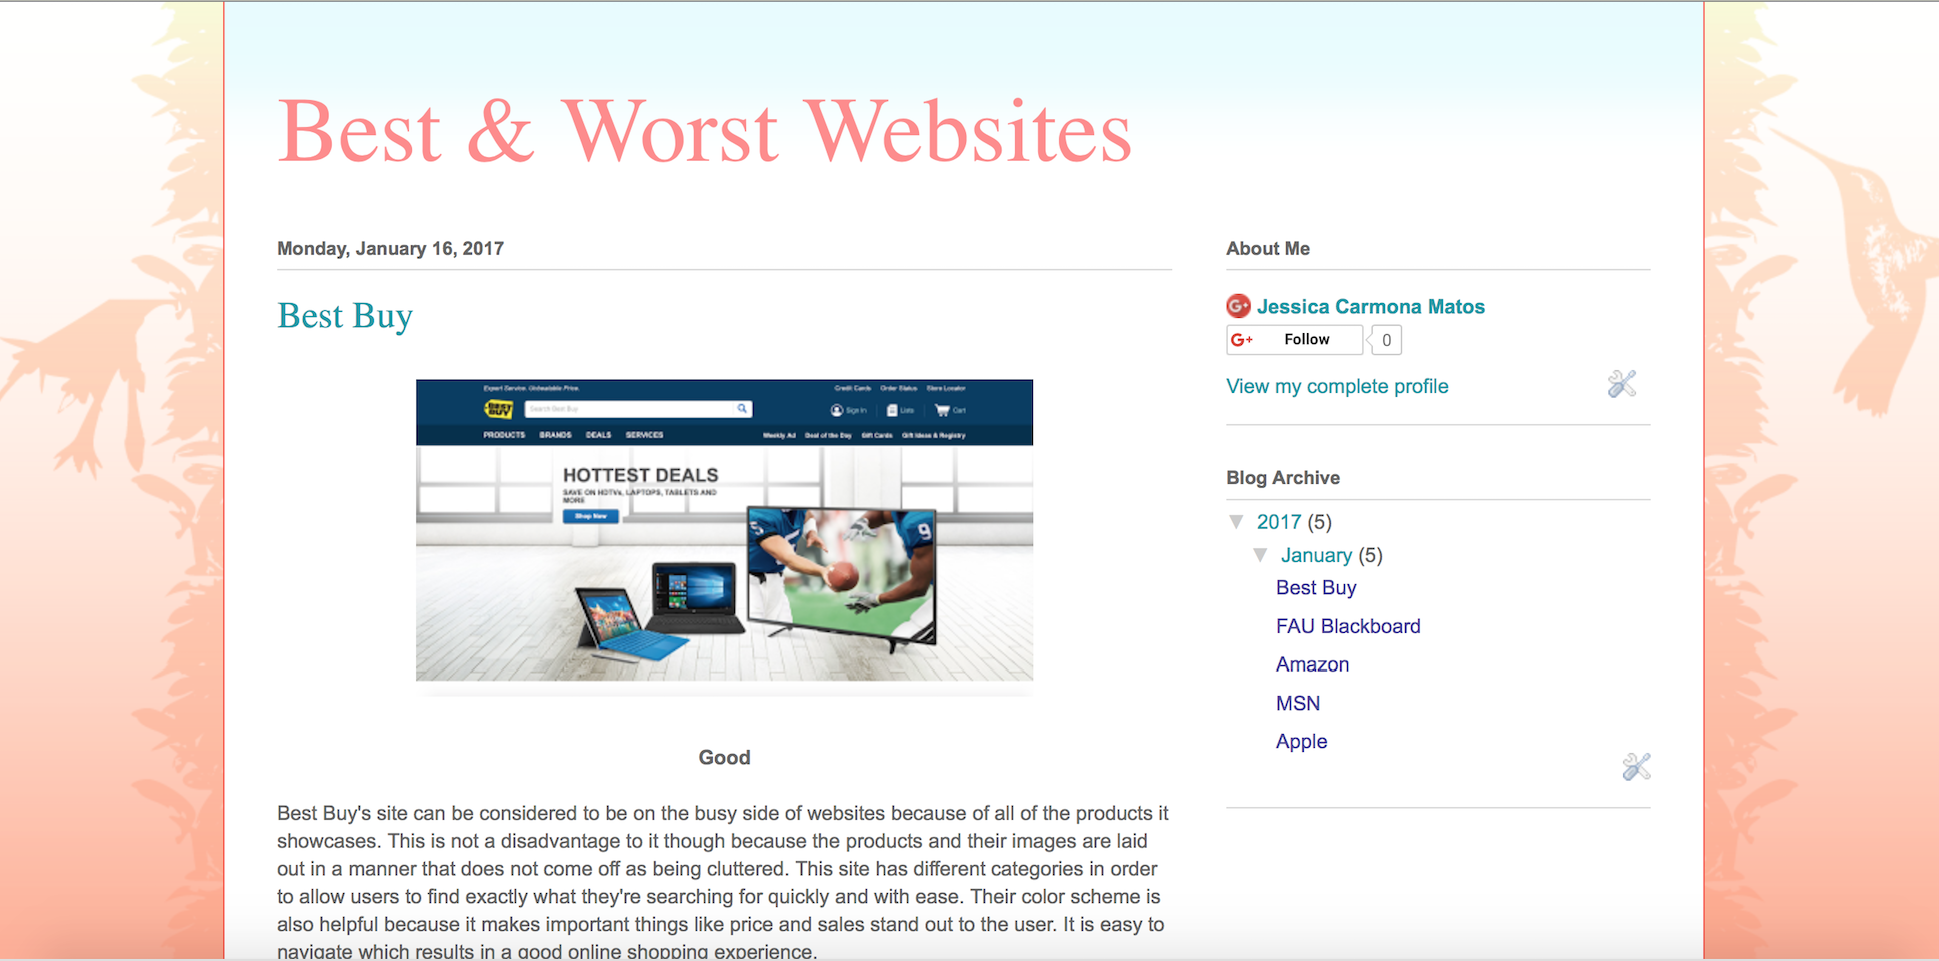 Best & Worst Websites
Monday, January 16, 2017
Best Buy
Expert Service. Unbeatable Price.
Credit Cards Order Status Store Locator
BEST BUY
Search Best Buy
Sign In Lists Cart
PRODUCTS BRANDS DEALS SERVICES
Weekly Ad Deal of the Day Gift Cards Gift Ideas & Registry
HOTTEST DEALS
SAVE ON HDTVs, LAPTOPS, TABLETS AND
MORE
Shop Now
9
Good
Best Buy's site can be considered to be on the busy side of websites because of all of the products it
showcases. This is not a disadvantage to it though because the products and their images are laid
out in a manner that does not come off as being cluttered. This site has different categories in order
to allow users to find exactly what they're searching for quickly and with ease. Their color scheme is
also helpful because it makes important things like price and sales stand out to the user. It is easy to
navigate which results in a good online shopping experience.
About Me
G+ Jessica Carmona Matos
G+ Follow 0
View my complete profile
Blog Archive
▼ 2017 (5)
▼ January (5)
Best Buy
FAU Blackboard
Amazon
MSN
Apple